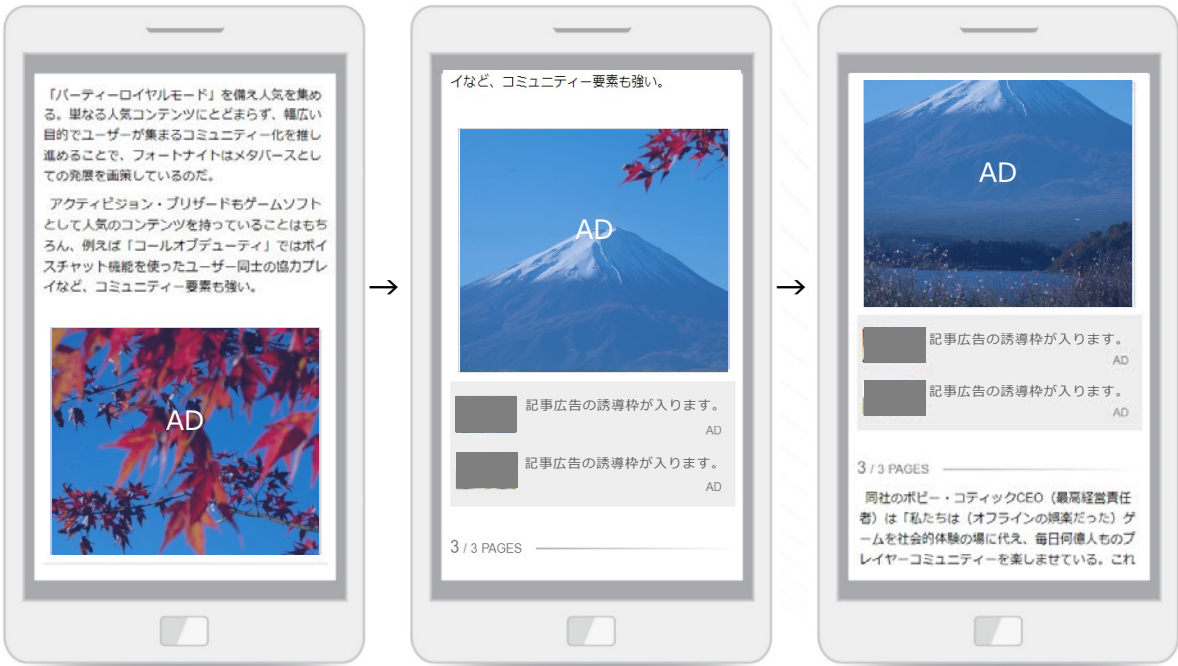 「パーティーロイヤルモード」を備え人気を集め
る。単なる人気コンテンツにとどまらず、幅広い
目的でユーザーが集まるコミュニティー化を推し
進めることで、フォートナイトはメタバースとし
ての発展を画策しているのだ。
アクティビジョン・ブリザードもゲームソフト
として人気のコンテンツを持っていることはもち
ろん、例えば「コールオブデューティ」ではボイ
スチャット機能を使ったユーザー同士の協力プレ
イなど、コミュニティー要素も強い。
AD
→
イなど、コミュニティー要素も強い。
AD
記事広告の誘導枠が入ります。
AD
記事広告の誘導枠が入ります。
AD
3 / 3 PAGES
→
AD
記事広告の誘導枠が入ります。
AD
記事広告の誘導枠が入ります。
AD
3 / 3 PAGES
同社のボビー・コティックCEO（最高経営責任
者）は「私たちは（オフラインの娯楽だった）ゲ
ームを社会的体験の場に代え、毎日何億人ものプ
レイヤーコミュニティーを楽しませている。これ